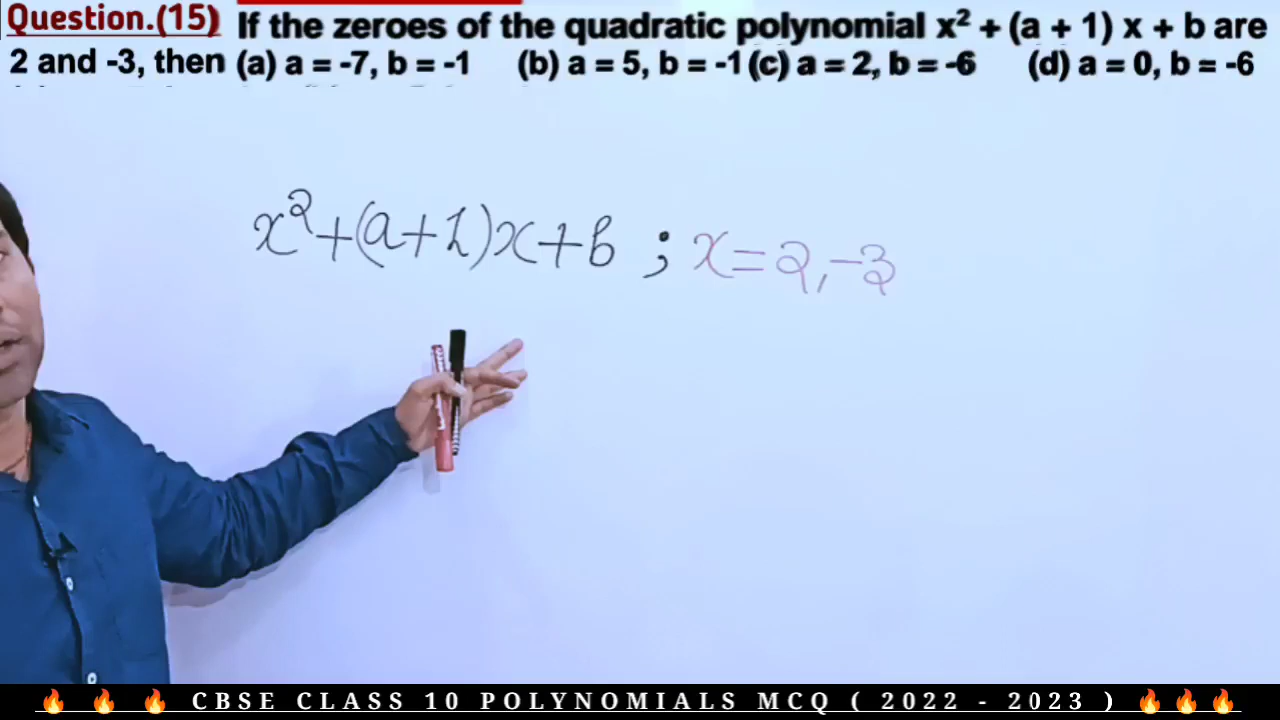 Question.(15) If the zeroes of the quadratic polynomial x² + (a + 1) x + b are
2 and -3, then (a) a = -7, b = -1 (b) a = 5, b = -1 (c) a = 2, b = -6 (d) a = 0, b = -6
x²+(a+1)x+b ; x=2,-3
CBSE CLASS 10 POLYNOMIALS MCQ ( 2022 - 2023 )